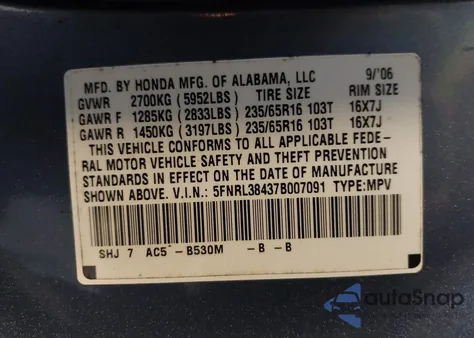 MFD. BY HONDA MFG. OF ALABAMA, LLC 9/'06
GVWR 2700KG (5952LBS) TIRE SIZE RIM SIZE
GAWR F 1285KG (2833LBS) 235/65R16 103T 16X7J
GAWR R 1450KG (3197LBS) 235/65R16 103T 16X7J
THIS VEHICLE CONFORMS TO ALL APPLICABLE FEDE-
RAL MOTOR VEHICLE SAFETY AND THEFT PREVENTION
STANDARDS IN EFFECT ON THE DATE OF MANUFACTURE
SHOWN ABOVE. V.I.N.: 5FNRL38437B007091 TYPE:MPV
SHJ 7 AC5 -B530M -B -B
autoSnap